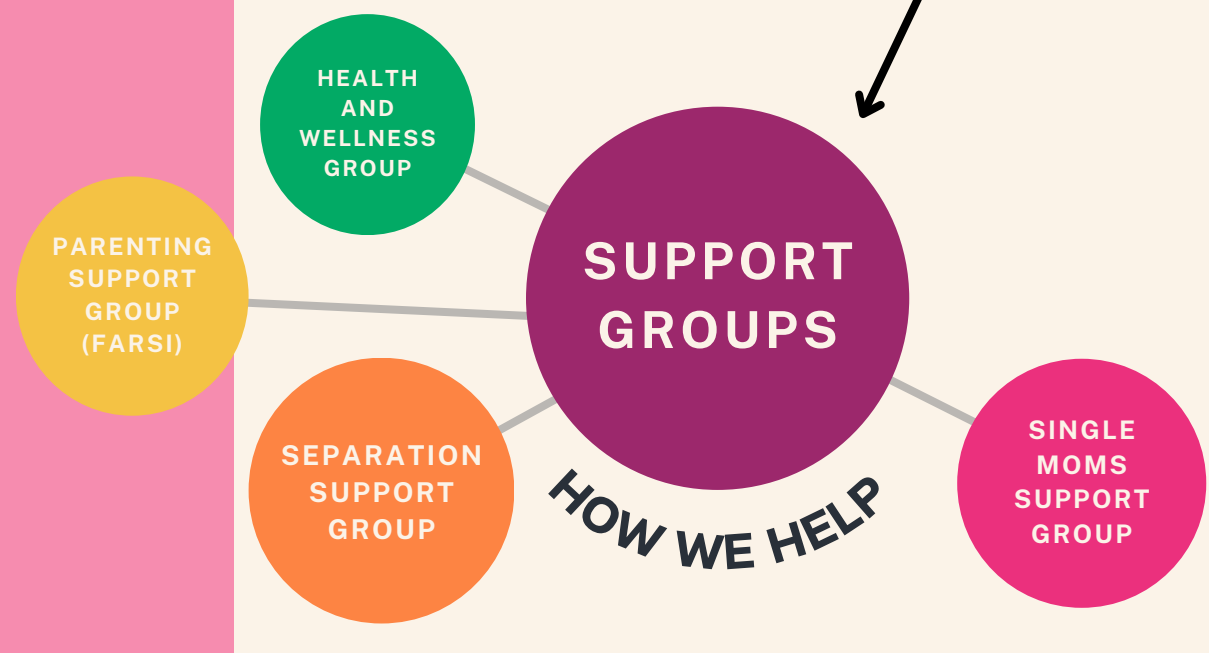 HEALTH
AND
WELLNESS
GROUP
PARENTING
SUPPORT
GROUP
(FARSI)
SUPPORT
GROUPS
SEPARATION
SUPPORT
GROUP
HOW WE HELP
SINGLE
MOMS
SUPPORT
GROUP